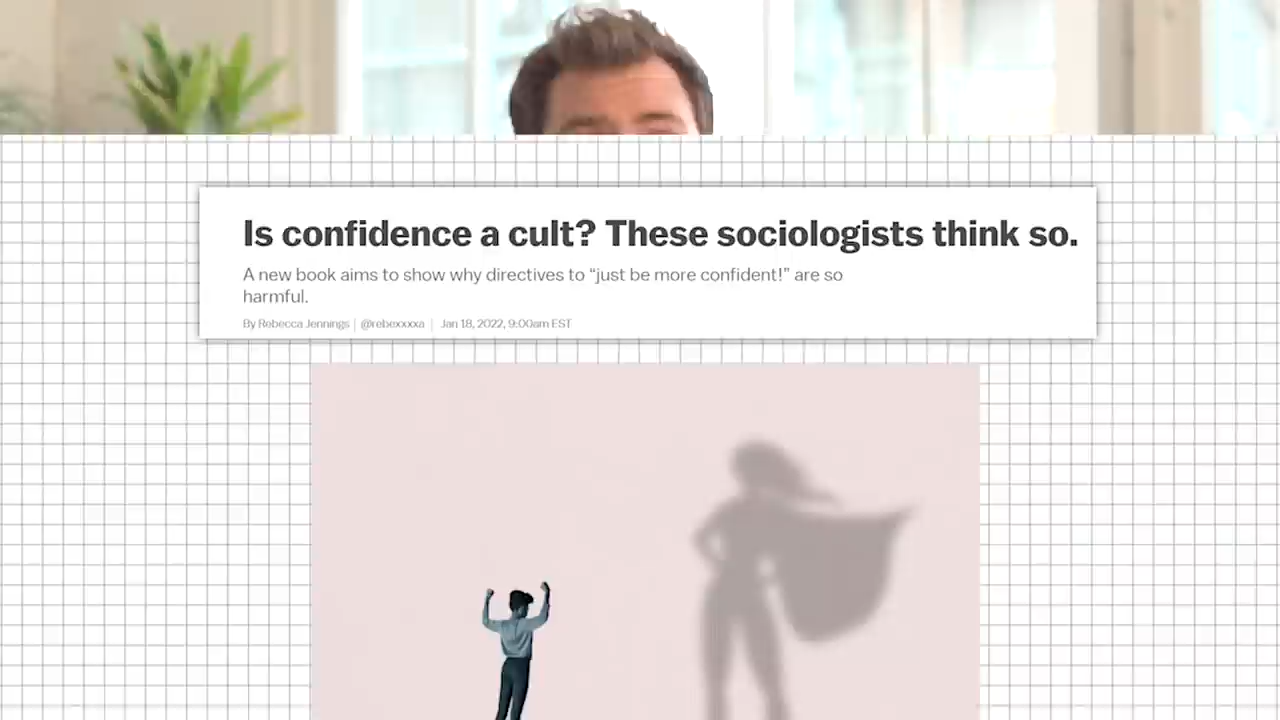 Is confidence a cult? These sociologists think so.
A new book aims to show why directives to “just be more confident!” are so
harmful.
By Rebecca Jennings | @rebexxxxa | Jan 18, 2022, 9:00am EST